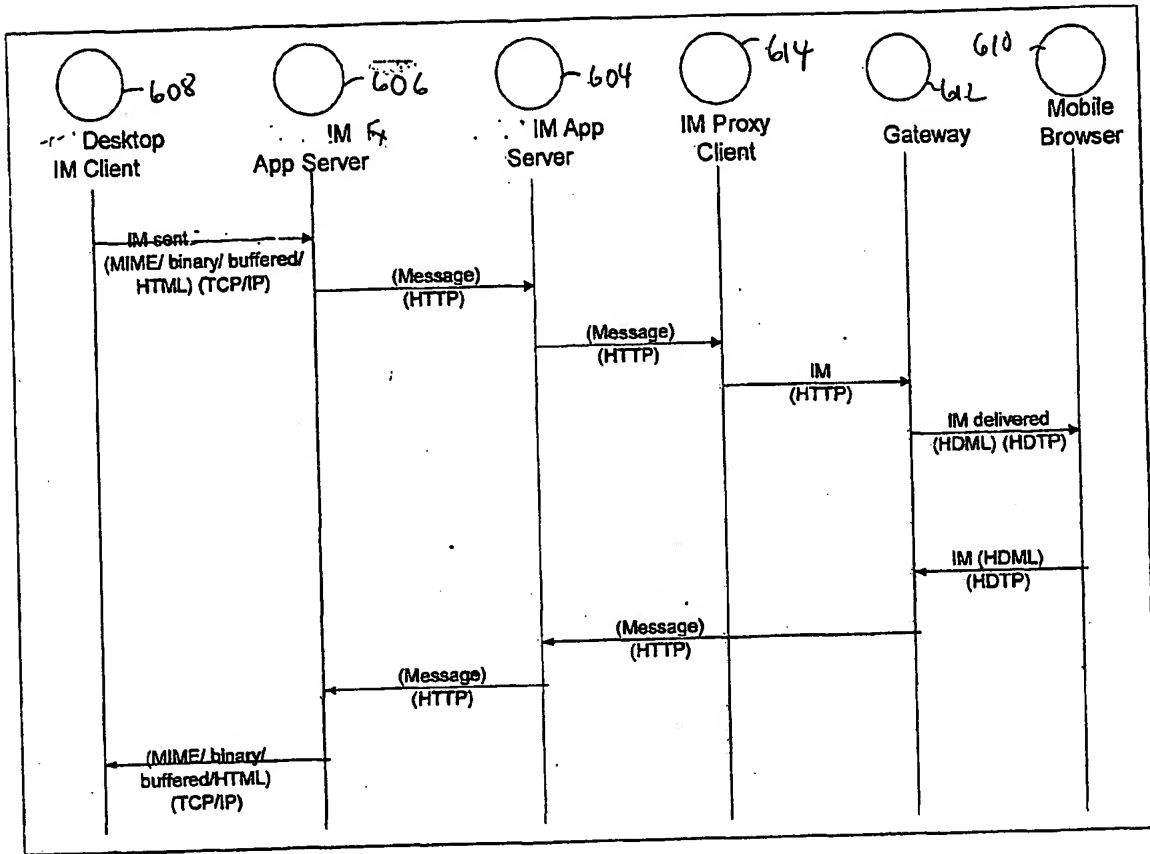 608
606
604
614
612
610
Desktop
IM Client
IM Fx
App Server
IM App
Server
IM Proxy
Client
Gateway
Mobile
Browser
IM sent
(MIME/ binary/ buffered/
HTML) (TCP/IP)
(Message)
(HTTP)
(Message)
(HTTP)
IM
(HTTP)
IM delivered
(HDML) (HDTP)
IM (HDML)
(HDTP)
(Message)
(HTTP)
(Message)
(HTTP)
(MIME/ binary/
buffered/HTML)
(TCP/IP)